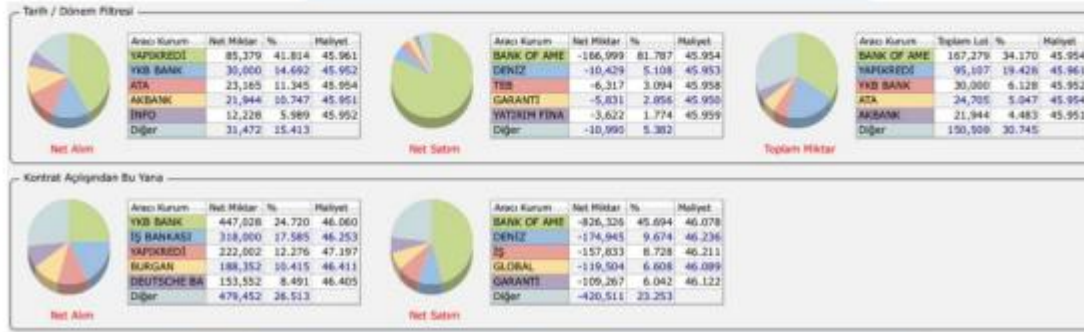 Tarih / Dönem Filtresi
Aracı Kurum Net Miktar % Maliyet
YAPIKREDİ 85,379 41.814 45.961
YKB BANK 30,000 14.692 45.952
ATA 23,165 11.345 45.954
AKBANK 21,944 10.747 45.951
İNFO 12,228 5.989 45.952
Diğer 31,472 15.413
Net Alım
Aracı Kurum Net Miktar % Maliyet
BANK OF AME -166,999 81.787 45.954
DENİZ -10,429 5.108 45.953
TEB -6,317 3.094 45.958
GARANTİ -5,831 2.856 45.950
YATIRIM FİNA -3,622 1.774 45.959
Diğer -10,990 5.382
Net Satım
Aracı Kurum Toplam Lot % Maliyet
BANK OF AME 167,279 34.170 45.954
YAPIKREDİ 95,107 19.428 45.961
YKB BANK 30,000 6.128 45.952
ATA 24,705 5.047 45.954
AKBANK 21,944 4.483 45.951
Diğer 150,509 30.745
Toplam Miktar
Kontrat Açılışından Bu Yana
Aracı Kurum Net Miktar % Maliyet
YKB BANK 447,028 24.720 46.060
İŞ BANKASI 318,000 17.585 46.253
YAPIKREDİ 222,002 12.276 47.197
BURGAN 188,352 10.415 46.411
DEUTSCHE BA 153,552 8.491 46.405
Diğer 479,452 26.513
Net Alım
Aracı Kurum Net Miktar % Maliyet
BANK OF AME -826,326 45.694 46.078
DENİZ -174,945 9.674 46.236
İŞ -157,833 8.728 46.211
GLOBAL -119,504 6.608 46.089
GARANTİ -109,267 6.042 46.122
Diğer -420,511 23.253
Net Satım